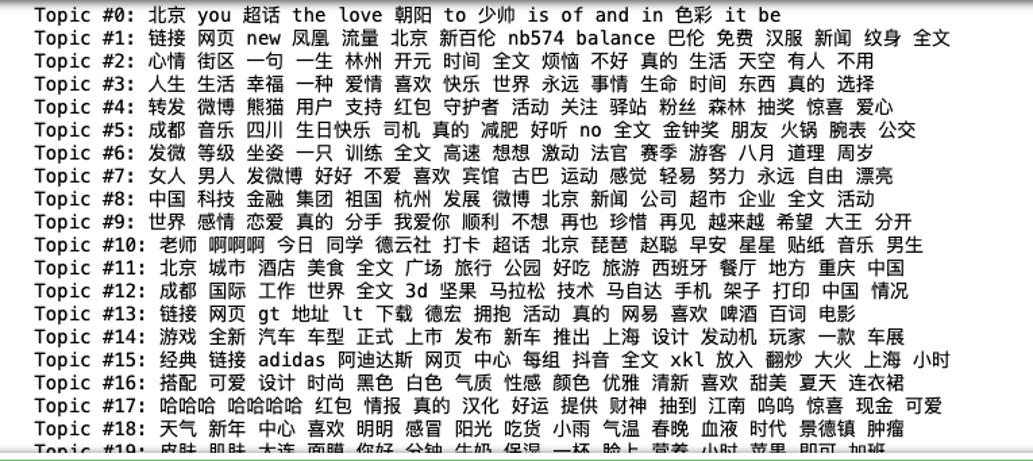 Topic #0: 北京 you 超话 the love 朝阳 to 少帅 is of and in 色彩 it be
Topic #1: 链接 网页 new 凤凰 流量 北京 新百伦 nb574 balance 巴伦 免费 汉服 新闻 纹身 全文
Topic #2: 心情 街区 一句 一生 林州 开元 时间 全文 烦恼 不好 真的 生活 天空 有人 不用
Topic #3: 人生 生活 幸福 一种 爱情 喜欢 快乐 世界 永远 事情 生命 时间 东西 真的 选择
Topic #4: 转发 微博 熊猫 用户 支持 红包 守护者 活动 关注 驿站 粉丝 森林 抽奖 惊喜 爱心
Topic #5: 成都 音乐 四川 生日快乐 司机 真的 减肥 好听 no 全文 金钟奖 朋友 火锅 腕表 公交
Topic #6: 发微 等级 坐姿 一只 训练 全文 高速 想想 激动 法官 赛季 游客 八月 道理 周岁
Topic #7: 女人 男人 发微博 好好 不爱 喜欢 宾馆 古巴 运动 感觉 轻易 努力 永远 自由 漂亮
Topic #8: 中国 科技 金融 集团 祖国 杭州 发展 微博 北京 新闻 公司 超市 企业 全文 活动
Topic #9: 世界 感情 恋爱 真的 分手 我爱你 顺利 不想 再也 珍惜 再见 越来越 希望 大王 分开
Topic #10: 老师 啊啊啊 今日 同学 德云社 打卡 超话 北京 琵琶 赵聪 早安 星星 贴纸 音乐 男生
Topic #11: 北京 城市 酒店 美食 全文 广场 旅行 公园 好吃 旅游 西班牙 餐厅 地方 重庆 中国
Topic #12: 成都 国际 工作 世界 全文 3d 坚果 马拉松 技术 马自达 手机 架子 打印 中国 情况
Topic #13: 链接 网页 gt 地址 lt 下载 德宏 拥抱 活动 真的 网易 喜欢 啤酒 百词 电影
Topic #14: 游戏 全新 汽车 车型 正式 上市 发布 新车 推出 上海 设计 发动机 玩家 一款 车展
Topic #15: 经典 链接 adidas 阿迪达斯 网页 中心 每组 抖音 全文 xkl 放入 翻炒 大火 上海 小时
Topic #16: 搭配 可爱 设计 时尚 黑色 白色 气质 性感 颜色 优雅 清新 喜欢 甜美 夏天 连衣裙
Topic #17: 哈哈哈 哈哈哈哈 红包 情报 真的 汉化 好运 提供 财神 抽到 江南 呜呜 惊喜 现金 可爱
Topic #18: 天气 新年 中心 喜欢 明明 感冒 阳光 吃货 小雨 气温 春晚 血液 时代 景德镇 肿瘤
Topic #19: 皮肤 肌肤 大连 面膜 你好 分钟 牛奶 保湿 一杯 脸上 营养 小时 苹果 即可 加班